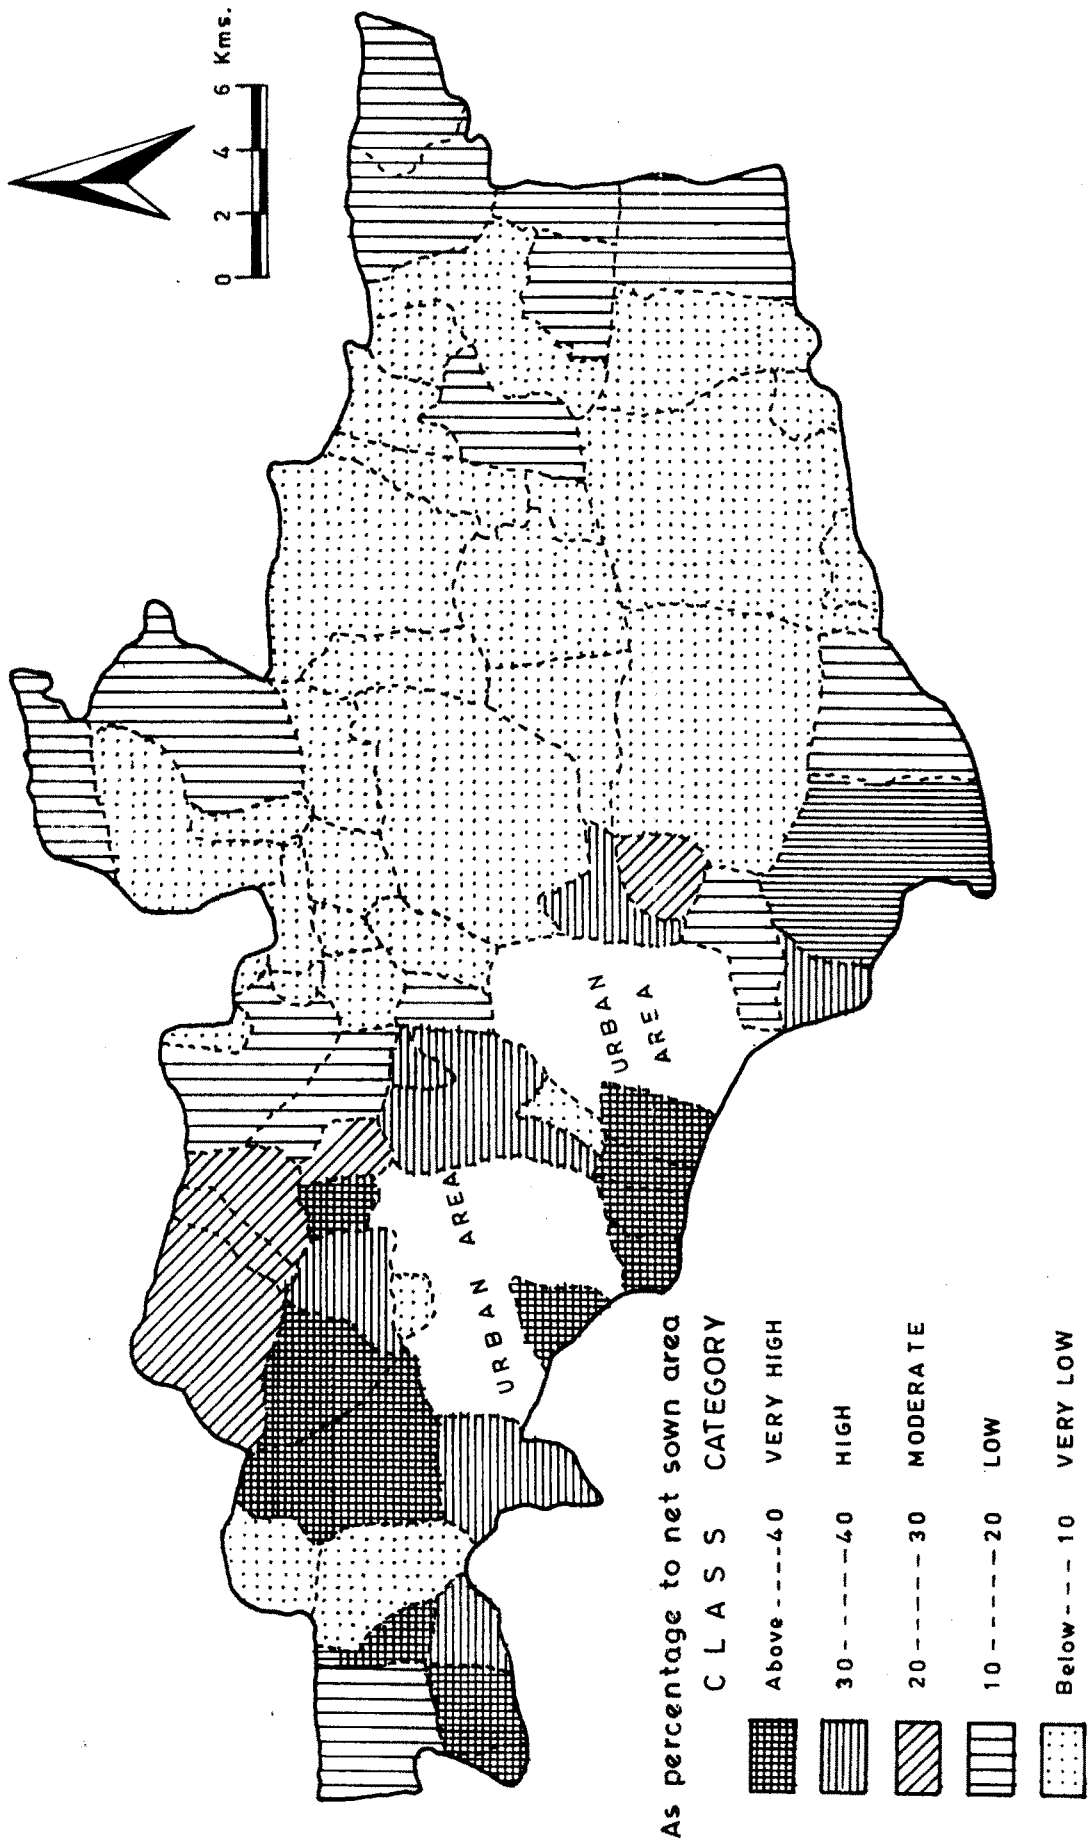 0 2 4 6 Kms.
URBAN
AREA
URBAN AREA
As percentage to net sown area
CLASS CATEGORY
Above----40 VERY HIGH
30-----40 HIGH
20-----30 MODERATE
10-----20 LOW
Below---10 VERY LOW